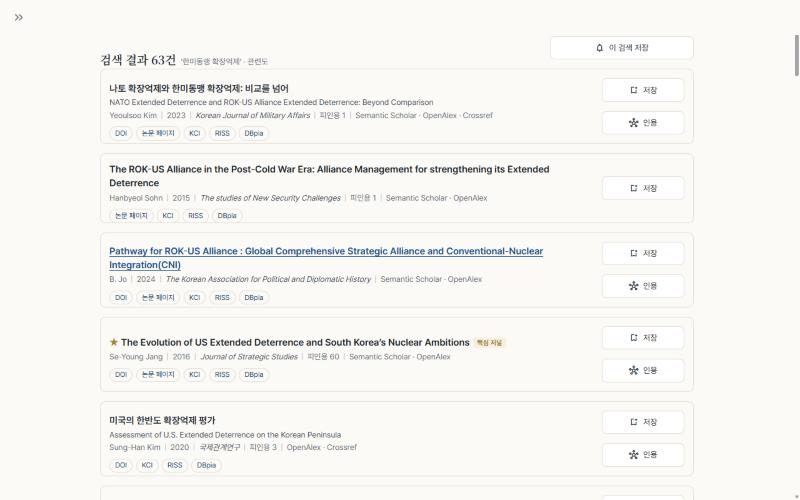 검색 결과 63건 '한미동맹 확장억제' · 관련도
이 검색 저장
나토 확장억제와 한미동맹 확장억제: 비교를 넘어
NATO Extended Deterrence and ROK-US Alliance Extended Deterrence: Beyond Comparison
Yeoulsoo Kim | 2023 | Korean Journal of Military Affairs | 피인용 1 | Semantic Scholar · OpenAlex · Crossref
DOI 논문 페이지 KCI RISS DBpia
저장
인용
The ROK-US Alliance in the Post-Cold War Era: Alliance Management for strengthening its Extended
Deterrence
Hanbyeol Sohn | 2015 | The studies of New Security Challenges | 피인용 1 | Semantic Scholar · OpenAlex
논문 페이지 KCI RISS DBpia
저장
Pathway for ROK-US Alliance : Global Comprehensive Strategic Alliance and Conventional-Nuclear
Integration(CNI)
B. Jo | 2024 | The Korean Association for Political and Diplomatic History | Semantic Scholar · OpenAlex
DOI 논문 페이지 KCI RISS DBpia
저장
인용
★ The Evolution of US Extended Deterrence and South Korea's Nuclear Ambitions 핵심 저널
Se-Young Jang | 2016 | Journal of Strategic Studies | 피인용 60 | Semantic Scholar · OpenAlex
DOI 논문 페이지 KCI RISS DBpia
저장
인용
미국의 한반도 확장억제 평가
Assessment of U.S. Extended Deterrence on the Korean Peninsula
Sung-Han Kim | 2020 | 국제관계연구 | 피인용 3 | OpenAlex · Crossref
DOI KCI RISS DBpia
저장
인용